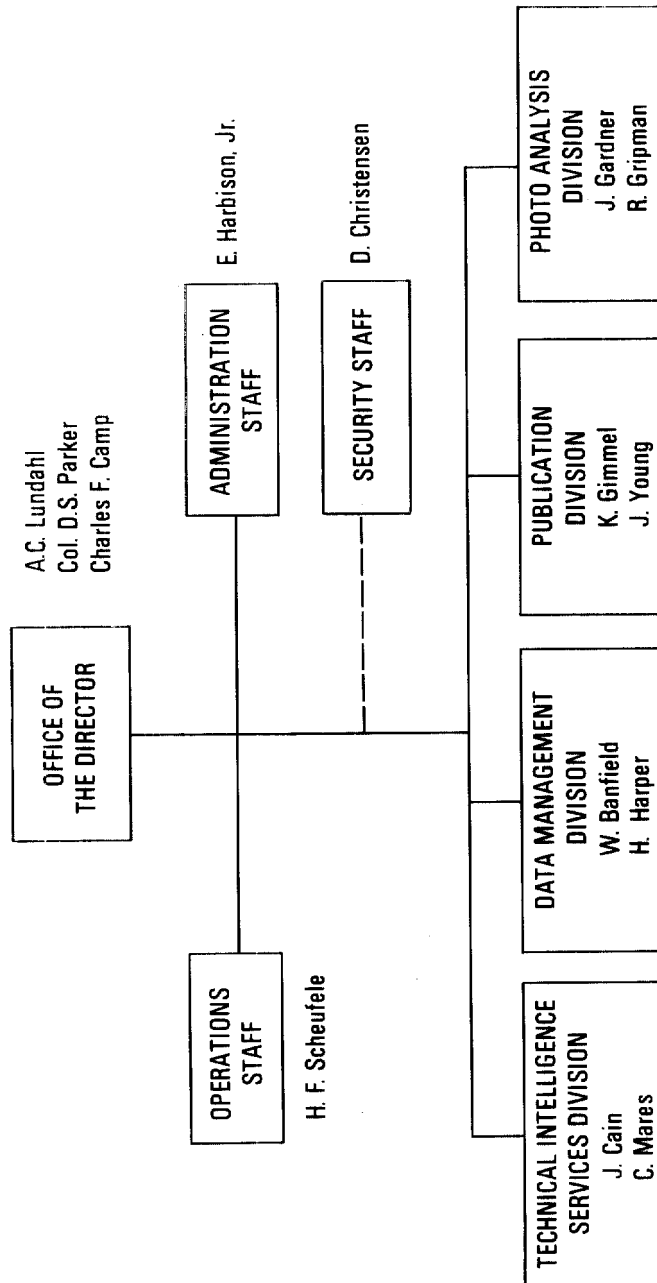 OFFICE OF
THE DIRECTOR
A.C. Lundahl
Col. D.S. Parker
Charles F. Camp
OPERATIONS
STAFF
H. F. Scheufele
ADMINISTRATION
STAFF
E. Harbison, Jr.
SECURITY STAFF
D. Christensen
TECHNICAL INTELLIGENCE
SERVICES DIVISION
J. Cain
C. Mares
DATA MANAGEMENT
DIVISION
W. Banfield
H. Harper
PUBLICATION
DIVISION
K. Gimmel
J. Young
PHOTO ANALYSIS
DIVISION
J. Gardner
R. Gripman